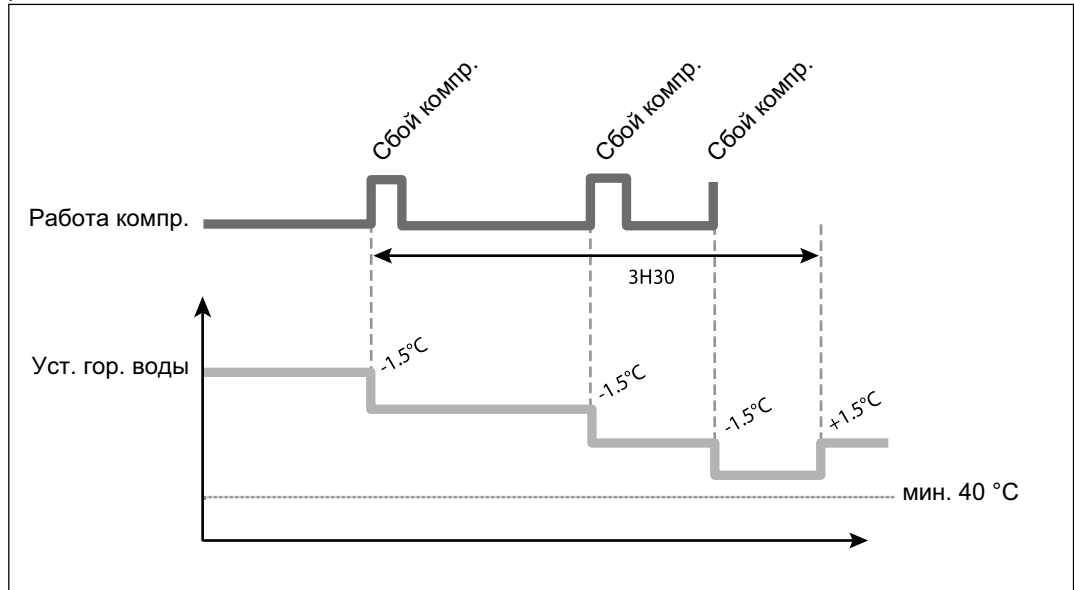 Сбой компр.
Сбой компр.
Сбой компр.
Работа компр.
3H30
Уст. гор. воды
-1.5°C
-1.5°C
-1.5°C
+1.5°C
мин. 40 °C